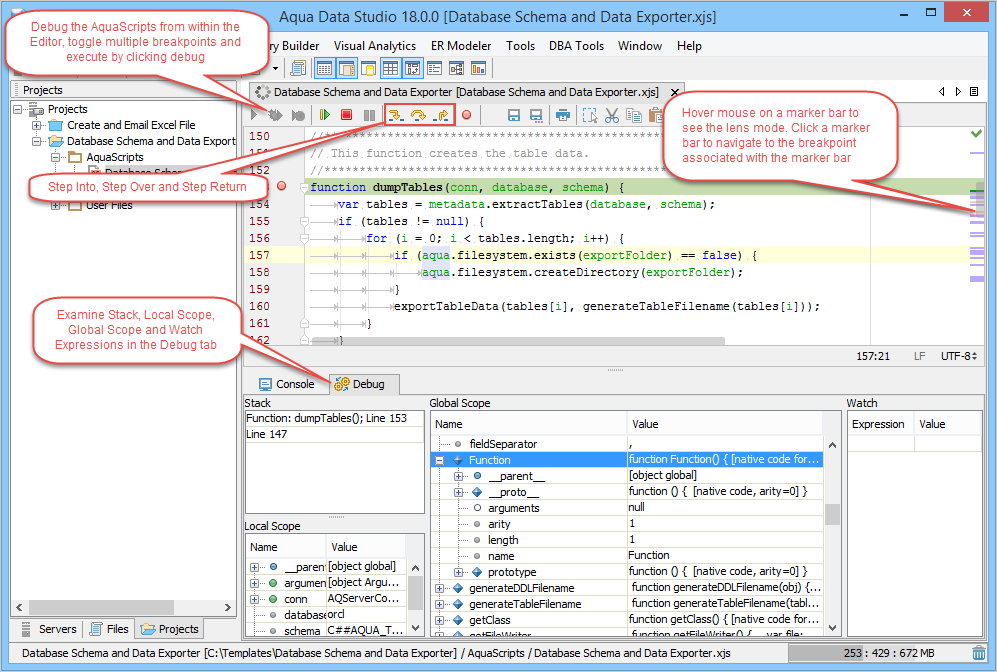 Aqua Data Studio 18.0.0 [Database Schema and Data Exporter.xjs]
Debug the AquaScripts from within the
Editor, toggle multiple breakpoints and
execute by clicking debug
Builder Visual Analytics ER Modeler Tools DBA Tools Window Help
Projects
Projects
Create and Email Excel File
Database Schema and Data Export
AquaScripts
User Files
Step Into, Step Over and Step Return
Database Schema and Data Exporter [Database Schema and Data Exporter.xjs]
Hover mouse on a marker bar to
see the lens mode. Click a marker
bar to navigate to the breakpoint
associated with the marker bar
150
151 // This function creates the table data.
152
function dumpTables(conn, database, schema) {
154 var tables = metadata.extractTables(database, schema);
155 if (tables != null) {
156 for (i = 0; i < tables.length; i++) {
157 if (aqua.filesystem.exists(exportFolder) == false) {
158 aqua.filesystem.createDirectory(exportFolder);
159 }
160 exportTableData(tables[i], generateTableFilename(tables[i]));
161 }
162 }
157:21 LF UTF-8
Examine Stack, Local Scope,
Global Scope and Watch
Expressions in the Debug tab
Console Debug
Stack
Function: dumpTables(); Line 153
Line 147
Local Scope
Name Value
__paren [object global]
argumen [object Argu...
conn AQServerCo...
database orcl
schema C##AQUA_T...
Global Scope
Name Value
fieldSeparator ,
Function function Function() { [native code for...
__parent__ [object global]
__proto__ function () { [native code, arity=0] }
arguments null
arity 1
length 1
name Function
prototype function () { [native code, arity=0] }
generateDDLFilename function generateDDLFilename(obj) {...
generateTableFilename function generateTableFilename(tabl...
getClass function getClass() { [native code for...
getFileWriter function getFileWriter() { var file;
Watch
Expression Value
Servers Files Projects
Database Schema and Data Exporter [C:\Templates\Database Schema and Data Exporter] / AquaScripts / Database Schema and Data Exporter.xjs
253 : 429 : 672 MB